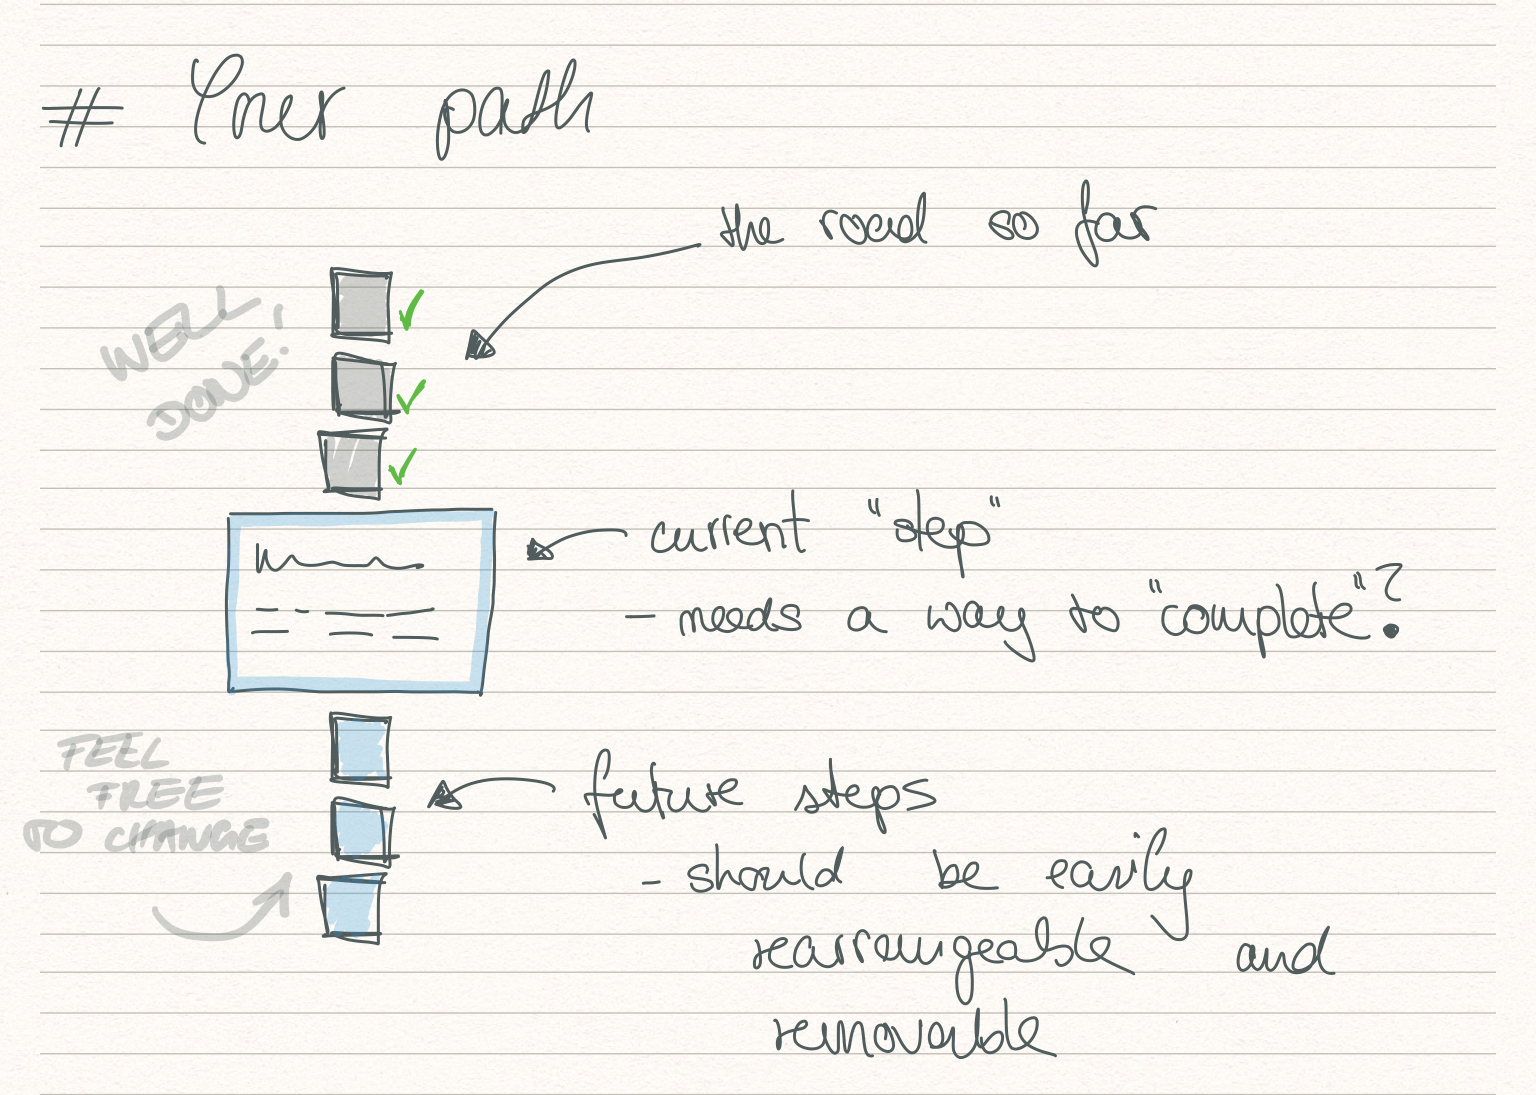 # Your path
the road so far
WELL
DONE!
current "step"
- needs a way to "complete"?
FEEL
FREE
TO CHANGE
future steps
- should be easily
rearrangeable and
removable